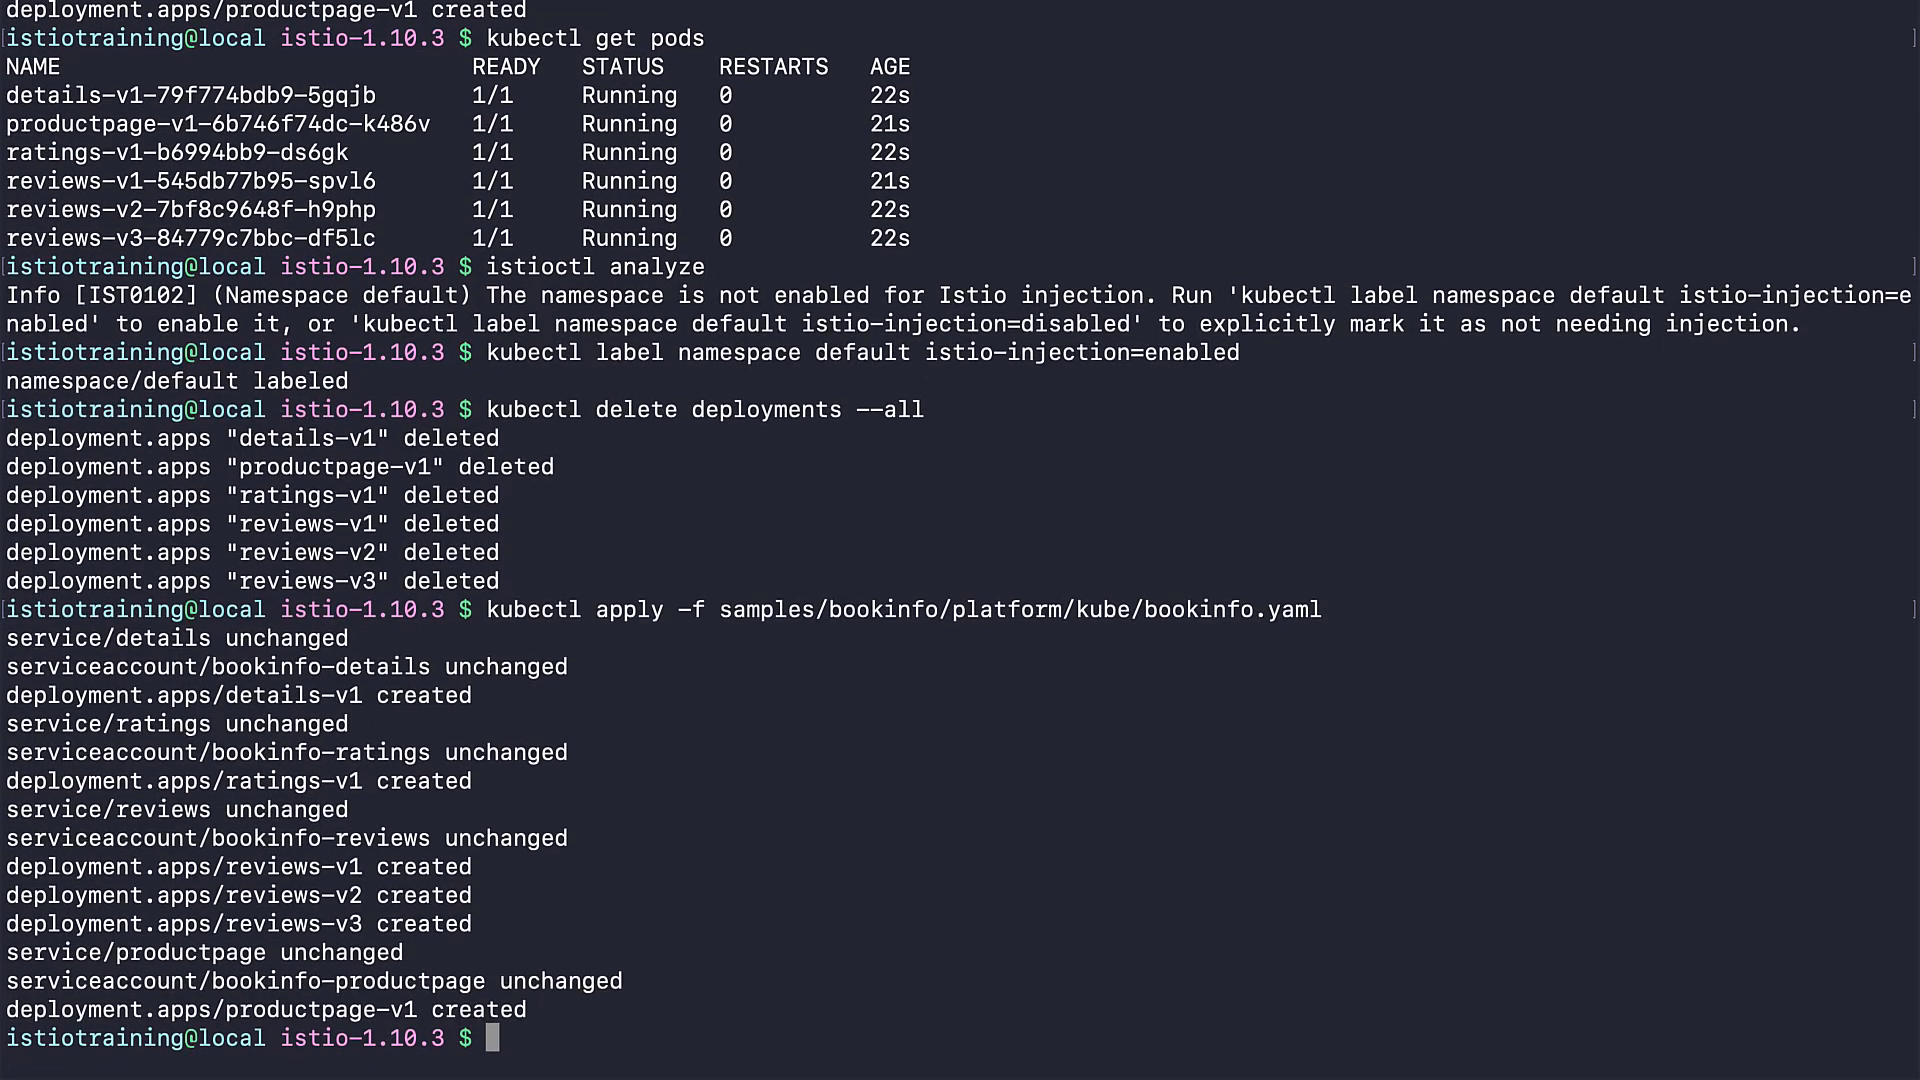 deployment.apps/productpage-v1 created
istiotraining@local istio-1.10.3 $ kubectl get pods
NAME READY STATUS RESTARTS AGE
details-v1-79f774bdb9-5gqjb 1/1 Running 0 22s
productpage-v1-6b746f74dc-k486v 1/1 Running 0 21s
ratings-v1-b6994bb9-ds6gk 1/1 Running 0 22s
reviews-v1-545db77b95-spvl6 1/1 Running 0 21s
reviews-v2-7bf8c9648f-h9php 1/1 Running 0 22s
reviews-v3-84779c7bbc-df5lc 1/1 Running 0 22s
istiotraining@local istio-1.10.3 $ istioctl analyze
Info [IST0102] (Namespace default) The namespace is not enabled for Istio injection. Run 'kubectl label namespace default istio-injection=e
nabled' to enable it, or 'kubectl label namespace default istio-injection=disabled' to explicitly mark it as not needing injection.
istiotraining@local istio-1.10.3 $ kubectl label namespace default istio-injection=enabled
namespace/default labeled
istiotraining@local istio-1.10.3 $ kubectl delete deployments --all
deployment.apps "details-v1" deleted
deployment.apps "productpage-v1" deleted
deployment.apps "ratings-v1" deleted
deployment.apps "reviews-v1" deleted
deployment.apps "reviews-v2" deleted
deployment.apps "reviews-v3" deleted
istiotraining@local istio-1.10.3 $ kubectl apply -f samples/bookinfo/platform/kube/bookinfo.yaml
service/details unchanged
serviceaccount/bookinfo-details unchanged
deployment.apps/details-v1 created
service/ratings unchanged
serviceaccount/bookinfo-ratings unchanged
deployment.apps/ratings-v1 created
service/reviews unchanged
serviceaccount/bookinfo-reviews unchanged
deployment.apps/reviews-v1 created
deployment.apps/reviews-v2 created
deployment.apps/reviews-v3 created
service/productpage unchanged
serviceaccount/bookinfo-productpage unchanged
deployment.apps/productpage-v1 created
istiotraining@local istio-1.10.3 $